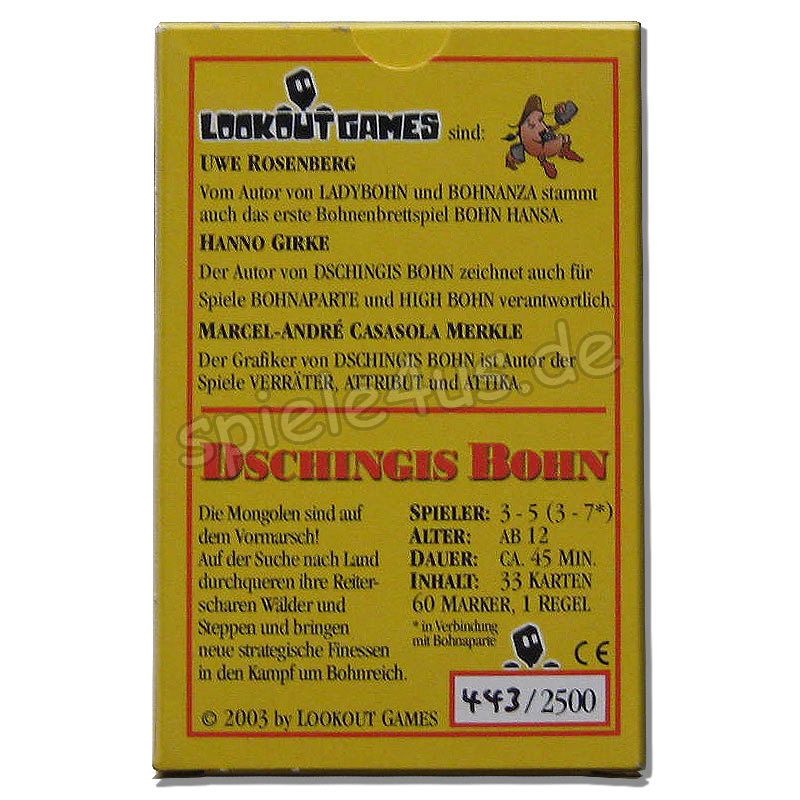 LOOKOUT GAMES sind:
UWE ROSENBERG
Vom Autor von LADYBOHN und BOHNANZA stammt
auch das erste Bohnenbrettspiel BOHN HANSA.
HANNO GIRKE
Der Autor von DSCHINGIS BOHN zeichnet auch für
Spiele BOHNAPARTE und HIGH BOHN verantwortlich.
MARCEL-ANDRÉ CASASOLA MERKLE
Der Grafiker von DSCHINGIS BOHN ist Autor der
Spiele VERRÄTER, ATTRIBUT und ATTIKA.
spiele4us.de
DSCHINGIS BOHN
Die Mongolen sind auf
dem Vormarsch!
Auf der Suche nach Land
durchqueren ihre Reiter-
scharen Wälder und
Steppen und bringen
neue strategische Finessen
in den Kampf um Bohnreich.
SPIELER: 3 - 5 (3 - 7*)
ALTER: AB 12
DAUER: CA. 45 MIN.
INHALT: 33 KARTEN
60 MARKER, 1 REGEL
* in Verbindung
mit Bohnaparte
CE
443/2500
© 2003 by LOOKOUT GAMES